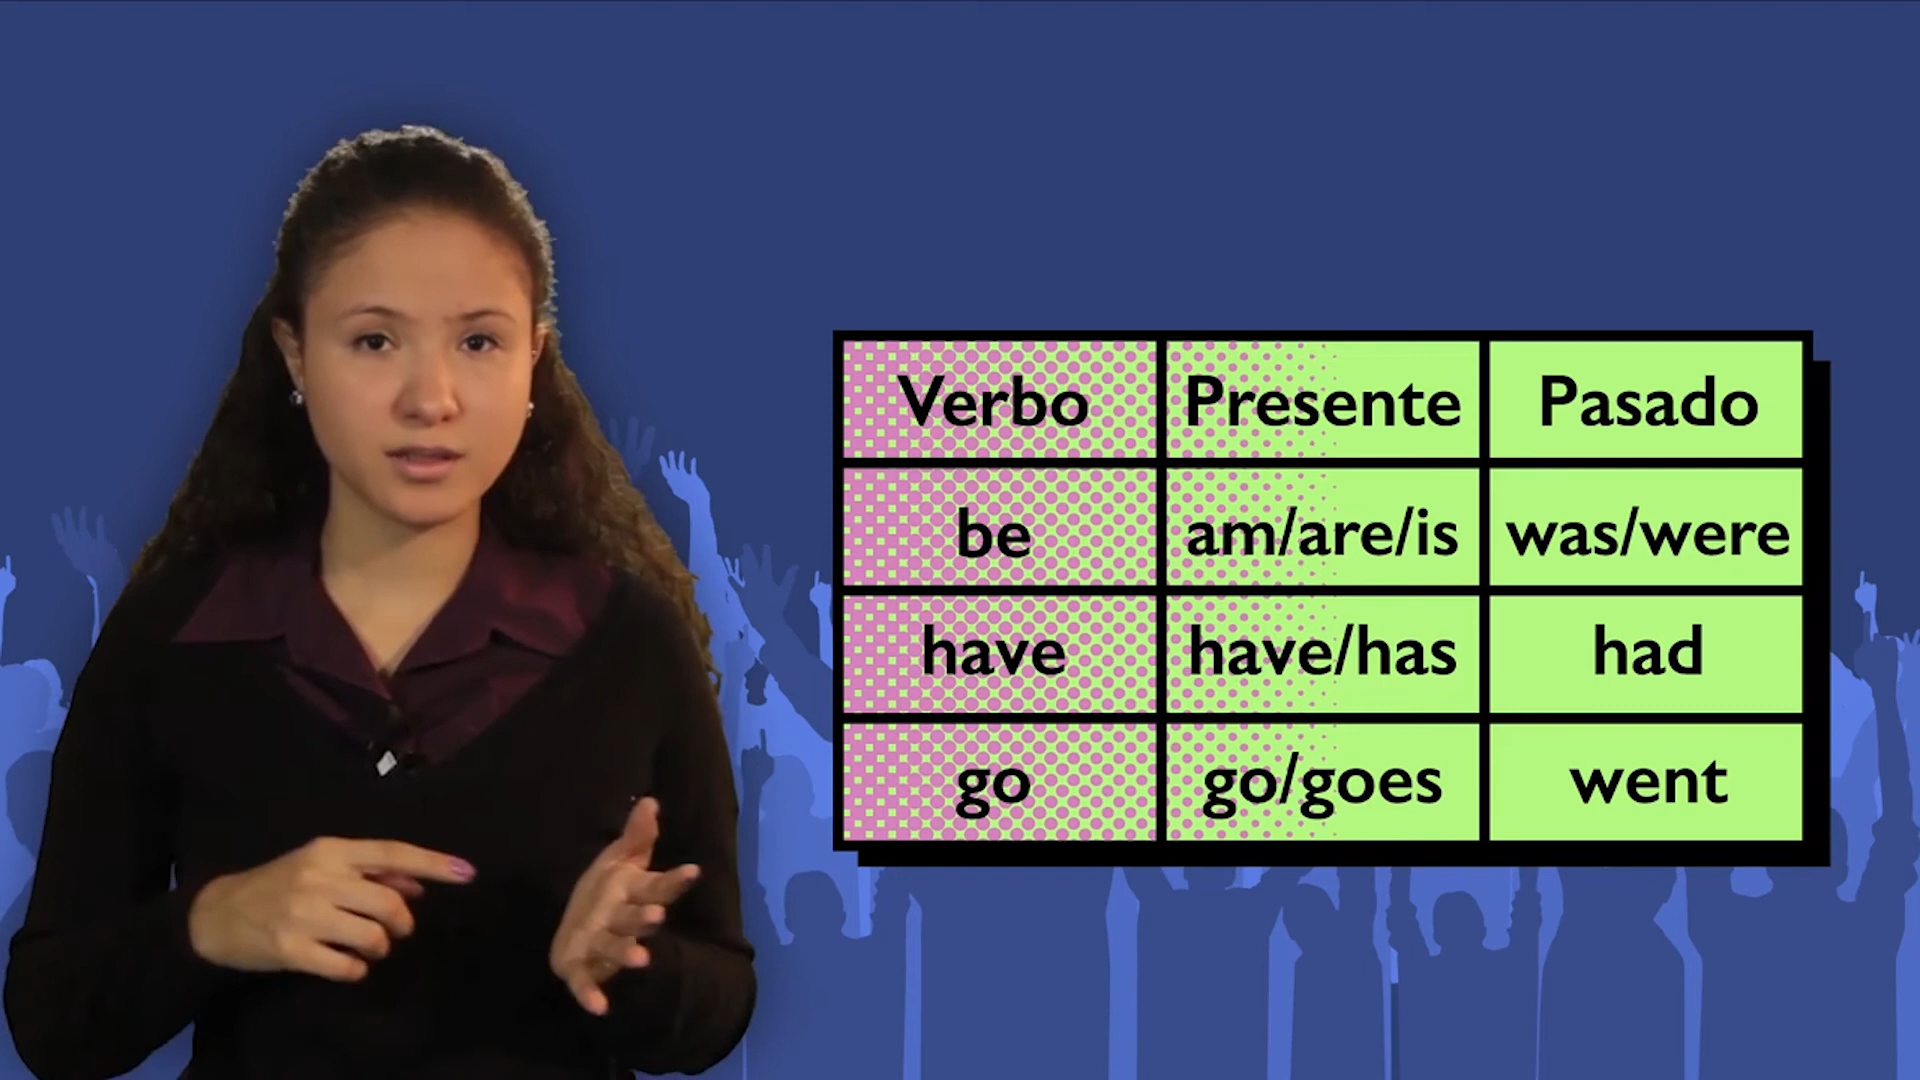 Verbo Presente Pasado
be am/are/is was/were
have have/has had
go go/goes went